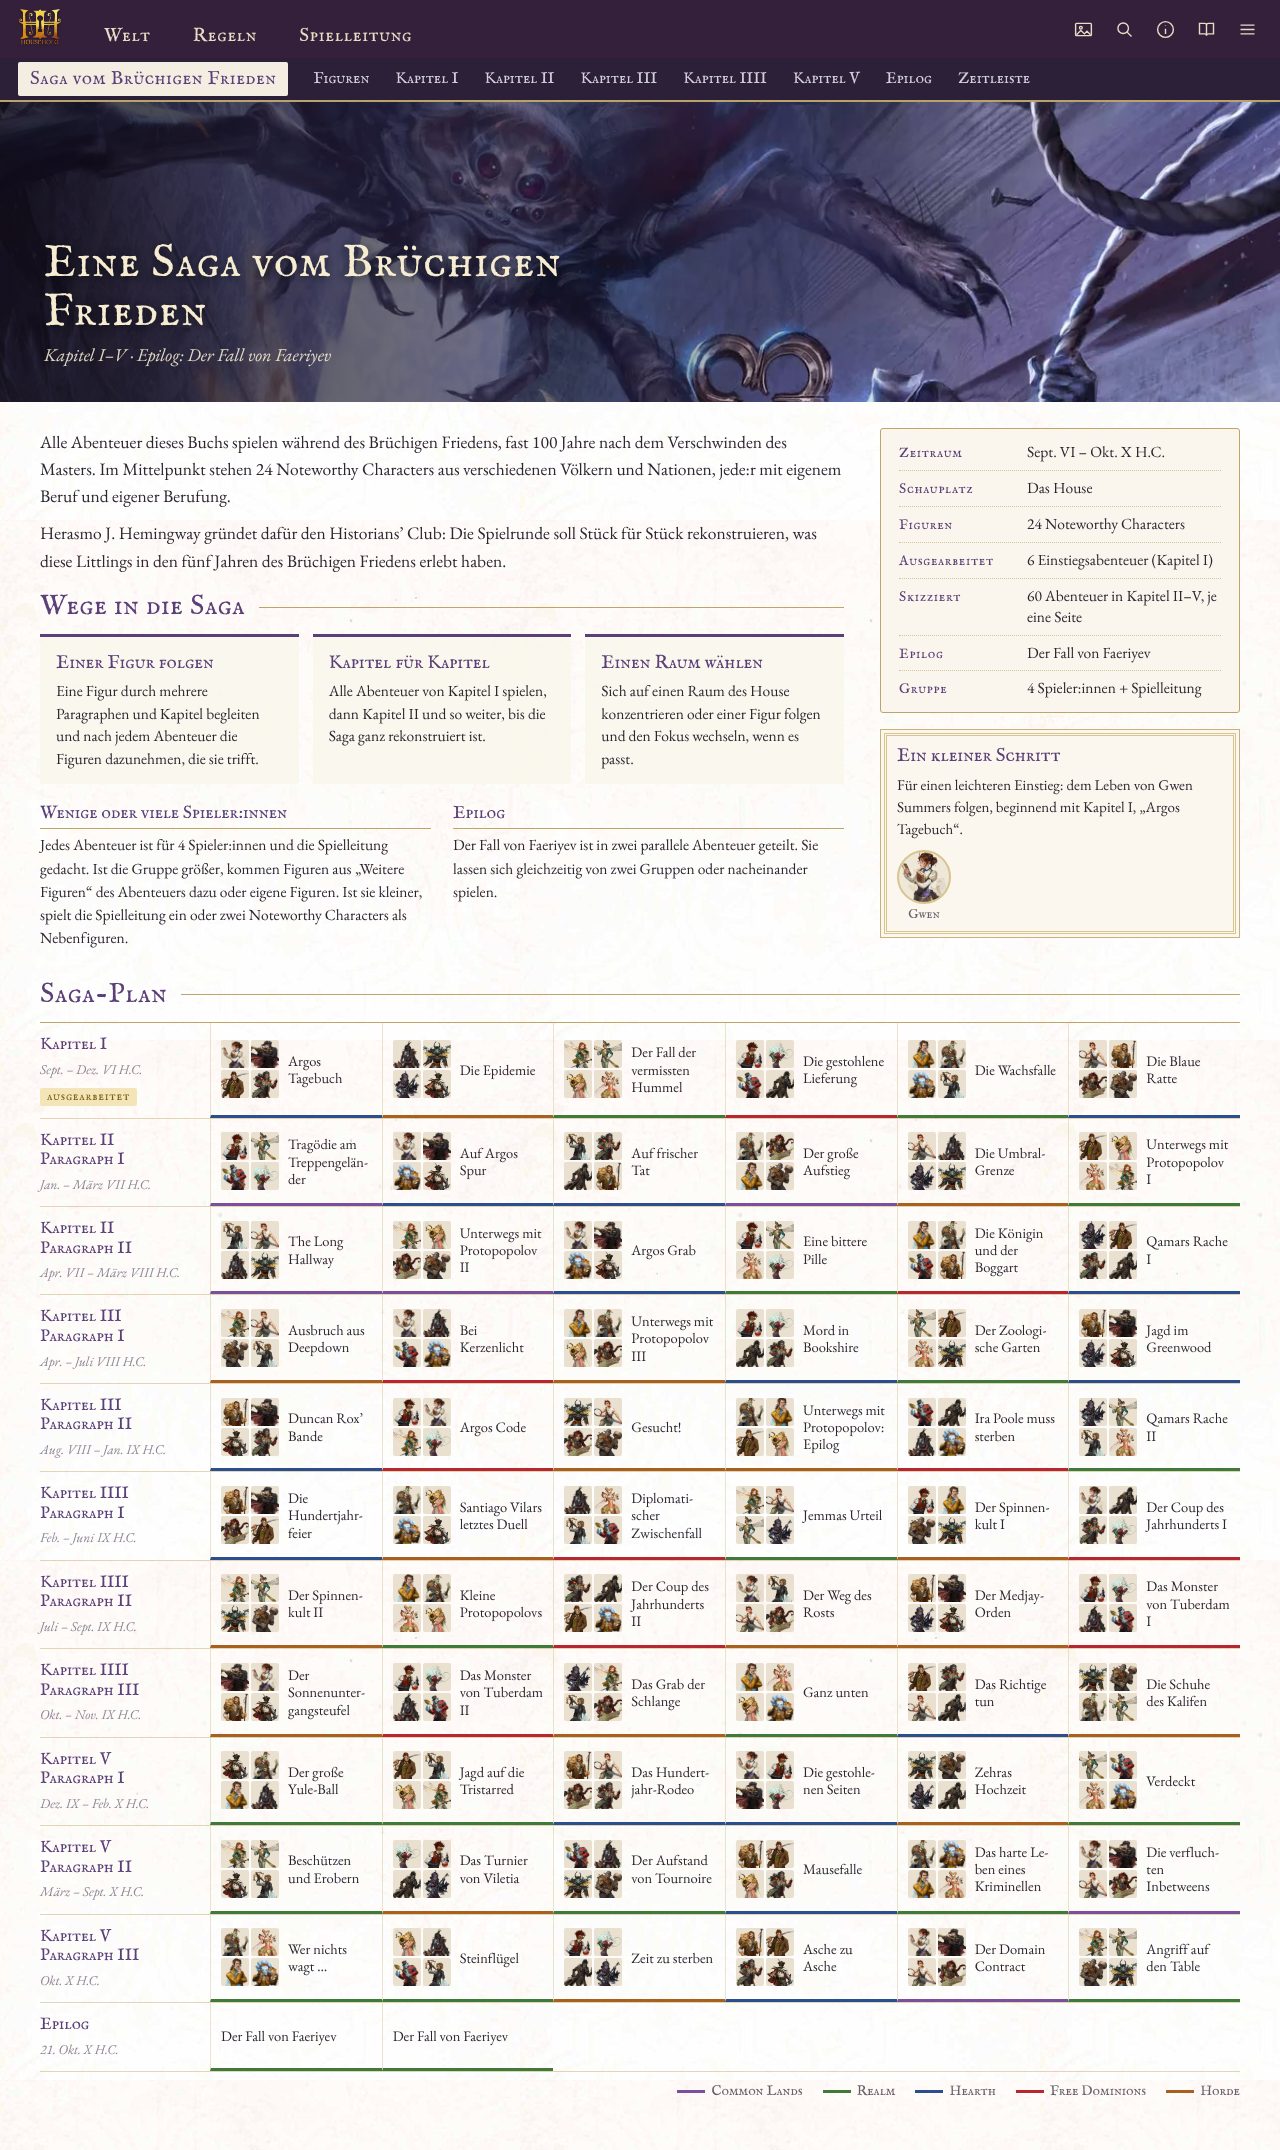 HOUSEHOLD
Welt
Regeln
Spielleitung
Saga vom Brüchigen Frieden
Figuren
Kapitel I
Kapitel II
Kapitel III
Kapitel IIII
Kapitel V
Epilog
Zeitleiste
Eine Saga vom Brüchigen
Frieden
Kapitel I–V · Epilog: Der Fall von Faeriyev
Alle Abenteuer dieses Buchs spielen während des Brüchigen Friedens, fast 100 Jahre nach dem Verschwinden des
Masters. Im Mittelpunkt stehen 24 Noteworthy Characters aus verschiedenen Völkern und Nationen, jede:r mit eigenem
Beruf und eigener Berufung.
Herasmo J. Hemingway gründet dafür den Historians’ Club: Die Spielrunde soll Stück für Stück rekonstruieren, was
diese Littlings in den fünf Jahren des Brüchigen Friedens erlebt haben.
Wege in die Saga
Einer Figur folgen
Eine Figur durch mehrere
Paragraphen und Kapitel begleiten
und nach jedem Abenteuer die
Figuren dazunehmen, die sie trifft.
Kapitel für Kapitel
Alle Abenteuer von Kapitel I spielen,
dann Kapitel II und so weiter, bis die
Saga ganz rekonstruiert ist.
Einen Raum wählen
Sich auf einen Raum des House
konzentrieren oder einer Figur folgen
und den Fokus wechseln, wenn es
passt.
Wenige oder viele Spieler:innen
Jedes Abenteuer ist für 4 Spieler:innen und die Spielleitung
gedacht. Ist die Gruppe größer, kommen Figuren aus „Weitere
Figuren“ des Abenteuers dazu oder eigene Figuren. Ist sie kleiner,
spielt die Spielleitung ein oder zwei Noteworthy Characters als
Nebenfiguren.
Epilog
Der Fall von Faeriyev ist in zwei parallele Abenteuer geteilt. Sie
lassen sich gleichzeitig von zwei Gruppen oder nacheinander
spielen.
Zeitraum
Sept. VI – Okt. X H.C.
Schauplatz
Das House
Figuren
24 Noteworthy Characters
Ausgearbeitet
6 Einstiegsabenteuer (Kapitel I)
Skizziert
60 Abenteuer in Kapitel II–V, je
eine Seite
Epilog
Der Fall von Faeriyev
Gruppe
4 Spieler:innen + Spielleitung
Ein kleiner Schritt
Für einen leichteren Einstieg: dem Leben von Gwen
Summers folgen, beginnend mit Kapitel I, „Argos
Tagebuch“.
Gwen
Saga-Plan
Kapitel I
Sept. – Dez. VI H.C.
ausgearbeitet
Argos
Tagebuch
Die Epidemie
Der Fall der
vermissten
Hummel
Die gestohlene
Lieferung
Die Wachsfalle
Die Blaue
Ratte
Kapitel II
Paragraph I
Jan. – März VII H.C.
Tragödie am
Treppengelän-
der
Auf Argos
Spur
Auf frischer
Tat
Der große
Aufstieg
Die Umbral-
Grenze
Unterwegs mit
Protopopolov
I
Kapitel II
Paragraph II
Apr. VII – März VIII H.C.
The Long
Hallway
Unterwegs mit
Protopopolov
II
Argos Grab
Eine bittere
Pille
Die Königin
und der
Boggart
Qamars Rache
I
Kapitel III
Paragraph I
Apr. – Juli VIII H.C.
Ausbruch aus
Deepdown
Bei
Kerzenlicht
Unterwegs mit
Protopopolov
III
Mord in
Bookshire
Der Zoologi-
sche Garten
Jagd im
Greenwood
Kapitel III
Paragraph II
Aug. VIII – Jan. IX H.C.
Duncan Rox’
Bande
Argos Code
Gesucht!
Unterwegs mit
Protopopolov:
Epilog
Ira Poole muss
sterben
Qamars Rache
II
Kapitel IIII
Paragraph I
Feb. – Juni IX H.C.
Die
Hundertjahr-
feier
Santiago Vilars
letztes Duell
Diplomati-
scher
Zwischenfall
Jemmas Urteil
Der Spinnen-
kult I
Der Coup des
Jahrhunderts I
Kapitel IIII
Paragraph II
Juli – Sept. IX H.C.
Der Spinnen-
kult II
Kleine
Protopopolovs
Der Coup des
Jahrhunderts
II
Der Weg des
Rosts
Der Medjay-
Orden
Das Monster
von Tuberdam
I
Kapitel IIII
Paragraph III
Okt. – Nov. IX H.C.
Der
Sonnenunter-
gangsteufel
Das Monster
von Tuberdam
II
Das Grab der
Schlange
Ganz unten
Das Richtige
tun
Die Schuhe
des Kalifen
Kapitel V
Paragraph I
Dez. IX – Feb. X H.C.
Der große
Yule-Ball
Jagd auf die
Tristarred
Das Hundert-
jahr-Rodeo
Die gestohle-
nen Seiten
Zehras
Hochzeit
Verdeckt
Kapitel V
Paragraph II
März – Sept. X H.C.
Beschützen
und Erobern
Das Turnier
von Viletia
Der Aufstand
von Tournoire
Mausefalle
Das harte Le-
ben eines
Kriminellen
Die verfluch-
ten
Inbetweens
Kapitel V
Paragraph III
Okt. X H.C.
Wer nichts
wagt …
Steinflügel
Zeit zu sterben
Asche zu
Asche
Der Domain
Contract
Angriff auf
den Table
Epilog
21. Okt. X H.C.
Der Fall von Faeriyev
Der Fall von Faeriyev
Common Lands
Realm
Hearth
Free Dominions
Horde